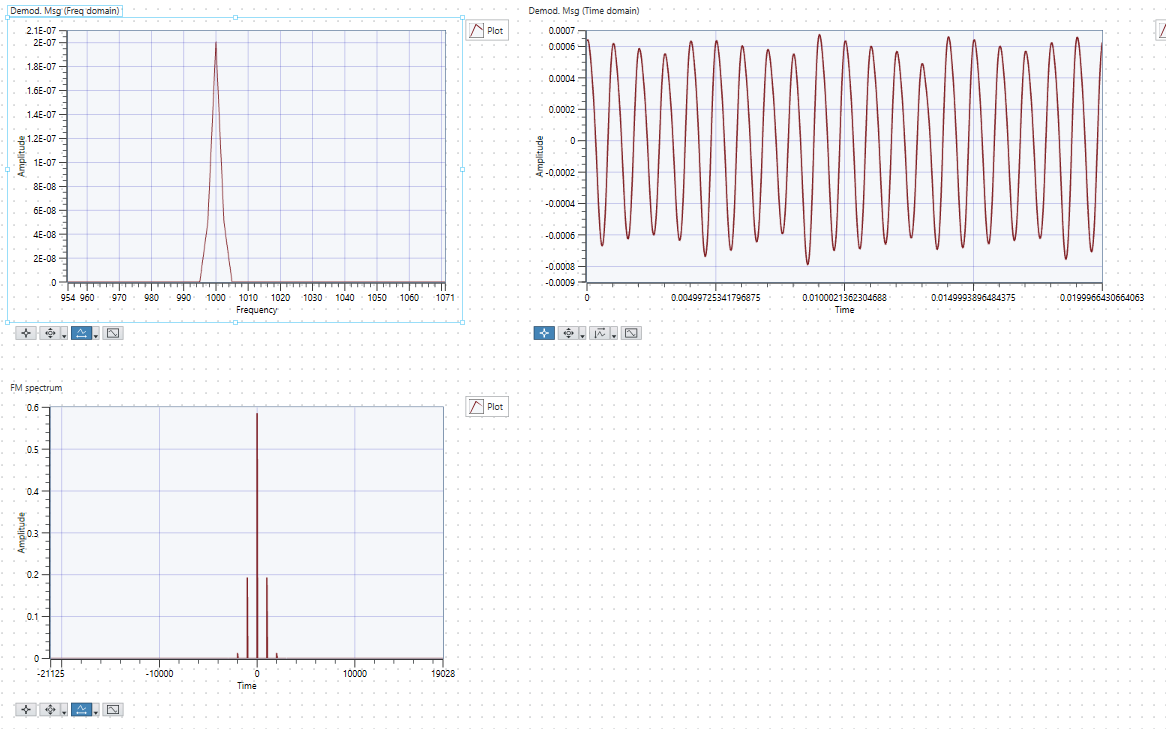 Demod. Msg (Freq domain)
Plot
2.1E-07
2E-07
1.8E-07
1.6E-07
1.4E-07
1.2E-07
1E-07
8E-08
6E-08
4E-08
2E-08
0
Amplitude
954 960 970 980 990 1000 1010 1020 1030 1040 1050 1060 1071
Frequency
Demod. Msg (Time domain)
0.0007
0.0006
0.0004
0.0002
0
-0.0002
-0.0004
-0.0006
-0.0008
-0.0009
Amplitude
0 0.00499725341796875 0.0100021362304688 0.0149993896484375 0.0199966430664063
Time
FM spectrum
Plot
0.6
0.5
0.4
0.3
0.2
0.1
0
Amplitude
-21125 -10000 0 10000 19028
Time